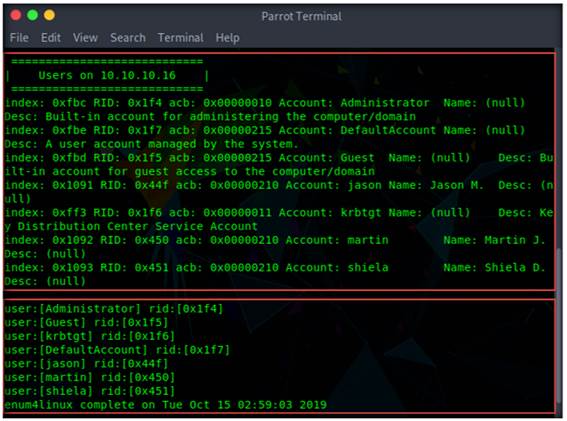 Parrot Terminal
File Edit View Search Terminal Help
=============================
|    Users on 10.10.10.16    |
=============================
index: 0xfbc RID: 0x1f4 acb: 0x00000010 Account: Administrator  Name: (null)
Desc: Built-in account for administering the computer/domain
index: 0xfbe RID: 0x1f7 acb: 0x00000215 Account: DefaultAccount Name: (null)
Desc: A user account managed by the system.
index: 0xfbd RID: 0x1f5 acb: 0x00000215 Account: Guest  Name: (null)    Desc: Bu
ilt-in account for guest access to the computer/domain
index: 0x1091 RID: 0x44f acb: 0x00000210 Account: jason Name: Jason M.  Desc: (n
ull)
index: 0xff3 RID: 0x1f6 acb: 0x00000011 Account: krbtgt Name: (null)    Desc: Ke
y Distribution Center Service Account
index: 0x1092 RID: 0x450 acb: 0x00000210 Account: martin        Name: Martin J.
Desc: (null)
index: 0x1093 RID: 0x451 acb: 0x00000210 Account: shiela        Name: Shiela D.
Desc: (null)
user:[Administrator] rid:[0x1f4]
user:[Guest] rid:[0x1f5]
user:[krbtgt] rid:[0x1f6]
user:[DefaultAccount] rid:[0x1f7]
user:[jason] rid:[0x44f]
user:[martin] rid:[0x450]
user:[shiela] rid:[0x451]
enum4linux complete on Tue Oct 15 02:59:03 2019